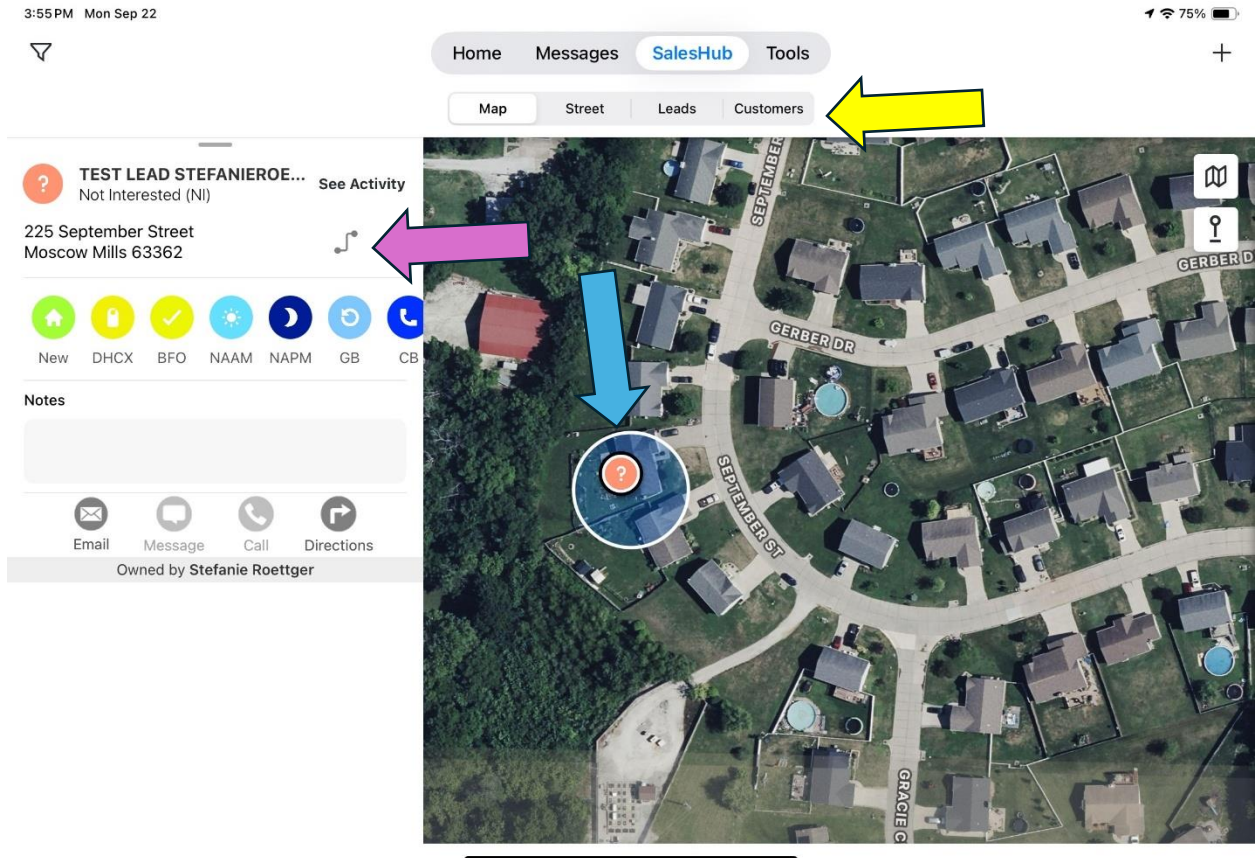 3:55 PM Mon Sep 22
75%
Home Messages SalesHub Tools
Map Street Leads Customers
TEST LEAD STEFANIEROE...
Not Interested (NI)
See Activity
225 September Street
Moscow Mills 63362
New DHCX BFO NAAM NAPM GB CB
Notes
Email Message Call Directions
Owned by Stefanie Roettger
SEPTEMBER
GERBER D
GERBER DR
?
SEPTEMBER ST
GRACIE C